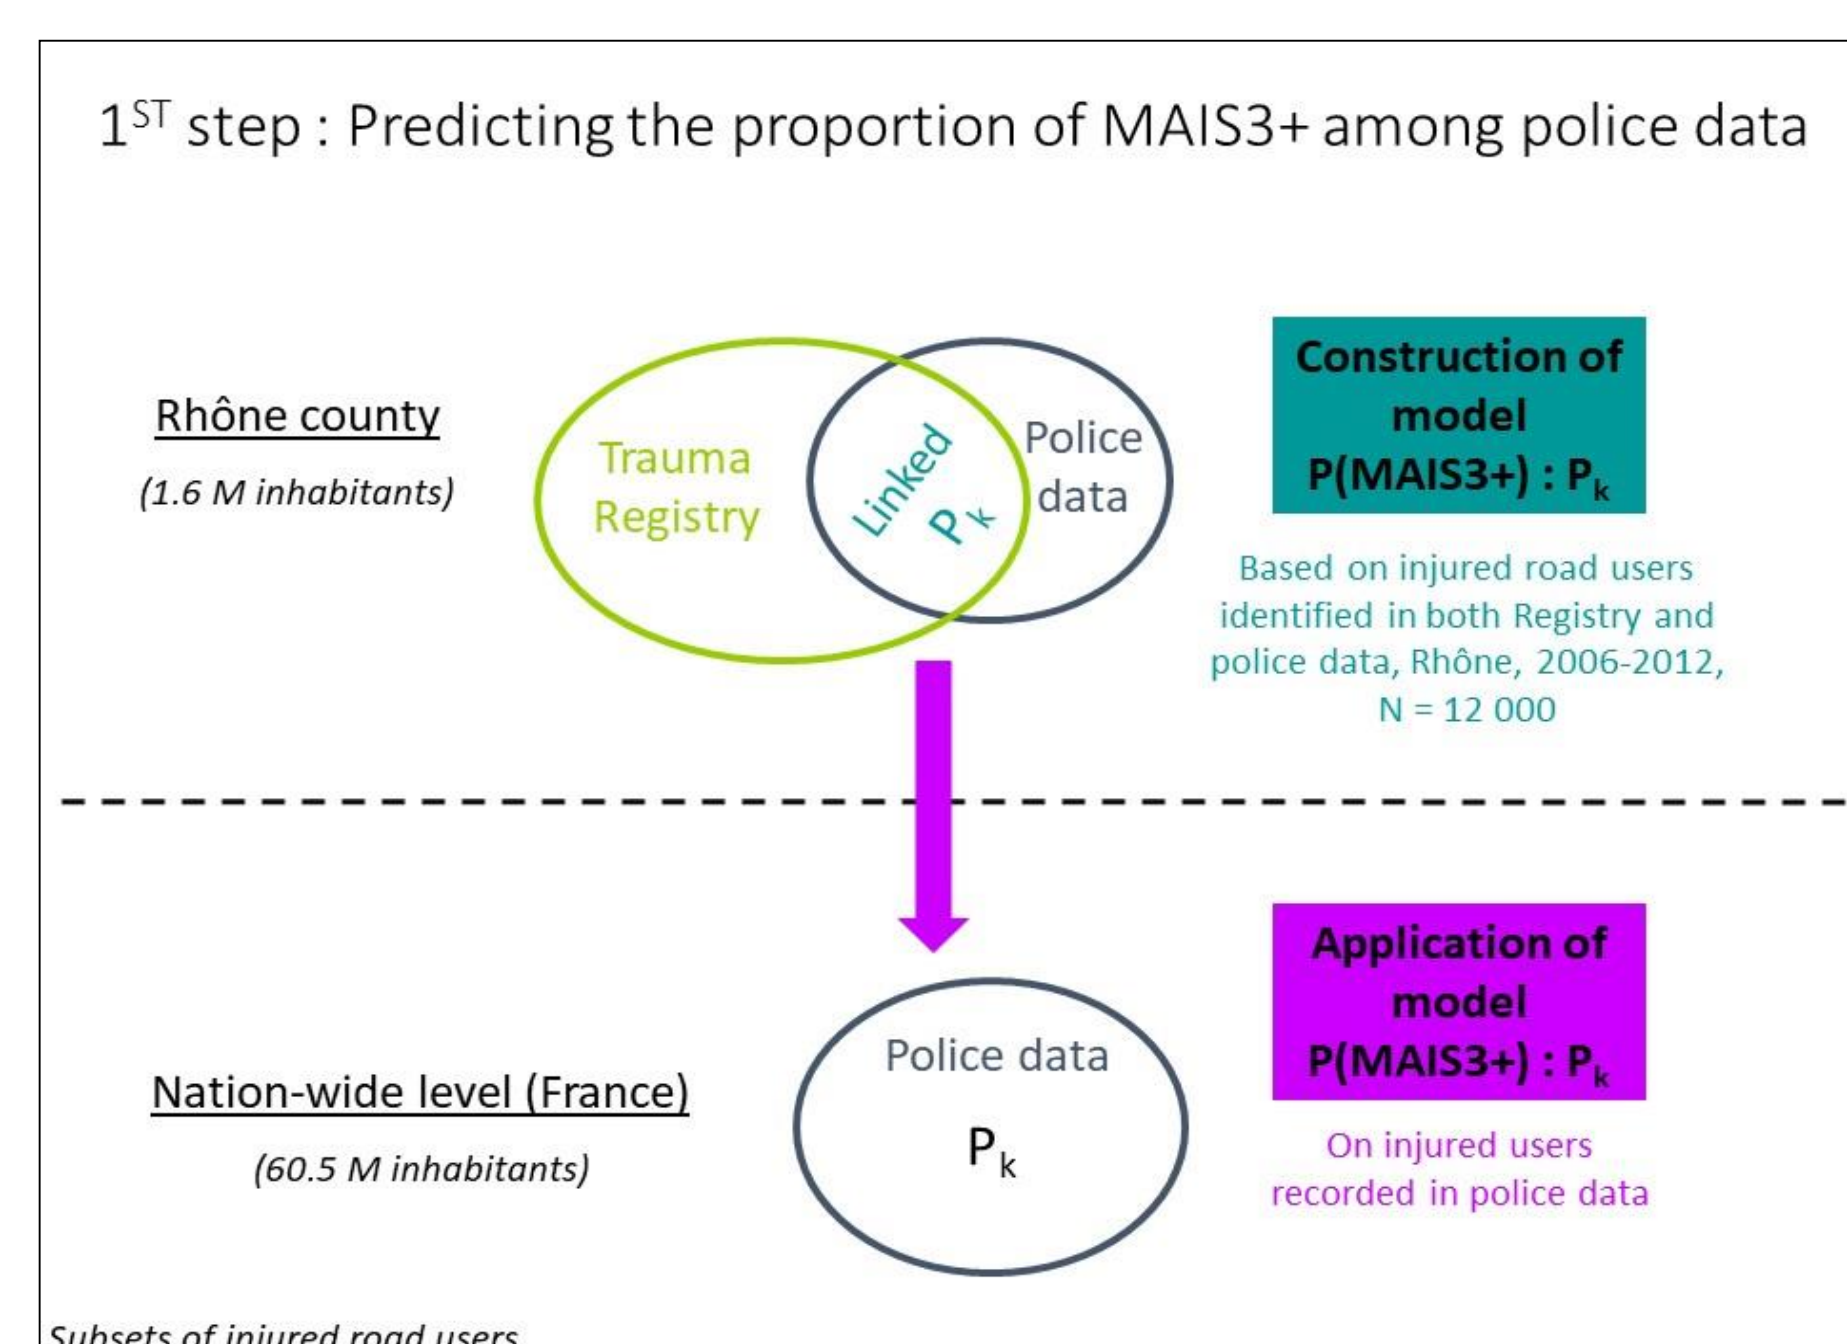 1ST step : Predicting the proportion of MAIS3+ among police data
Rhône county
(1.6 M inhabitants)
Trauma
Registry
Linked
Pk
Police
data
Construction of
model
P(MAIS3+) : Pk
Based on injured road users
identified in both Registry and
police data, Rhône, 2006-2012,
N = 12 000
Nation-wide level (France)
(60.5 M inhabitants)
Police data
Pk
Application of
model
P(MAIS3+) : Pk
On injured users
recorded in police data
Subsets of injured road users